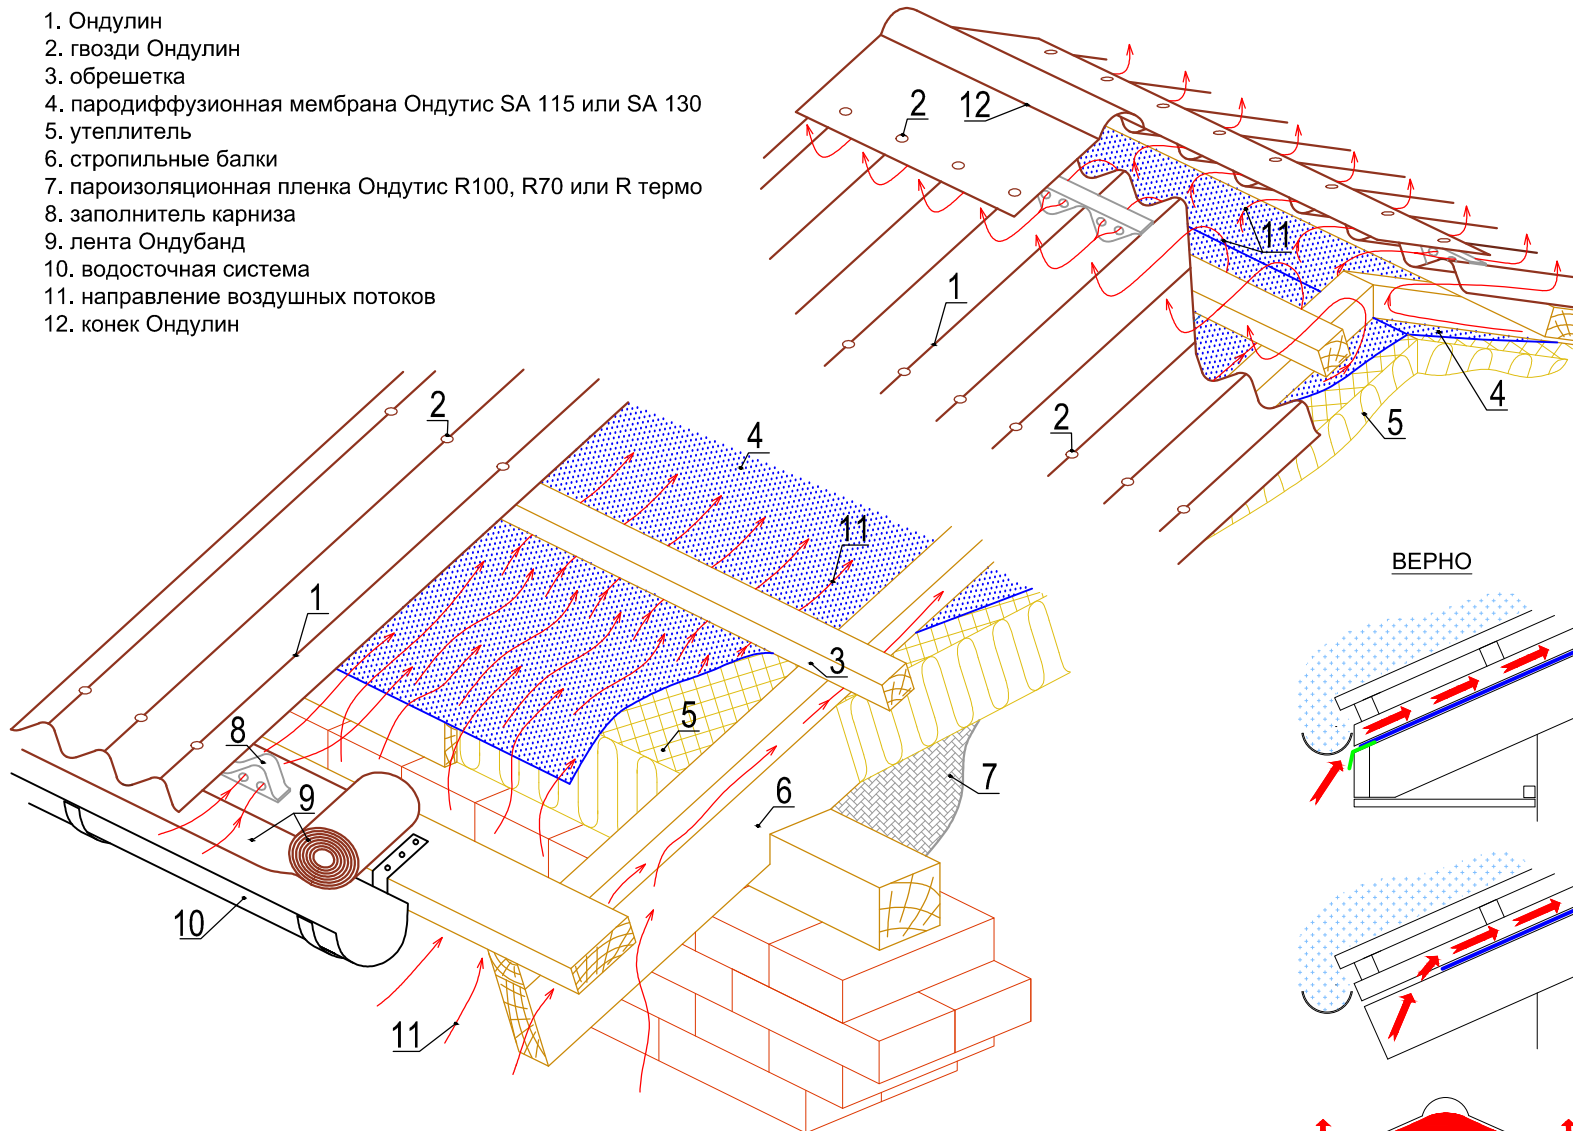 1. Ондулин
2. гвозди Ондулин
3. обрешетка
4. пародиффузионная мембрана Ондутис SA 115 или SA 130
5. утеплитель
6. стропильные балки
7. пароизоляционная пленка Ондутис R100, R70 или R термо
8. заполнитель карниза
9. лента Ондубанд
10. водосточная система
11. направление воздушных потоков
12. конек Ондулин
2
12
11
1
4
2
5
2
4
11
ВЕРНО
1
3
5
8
7
6
9
10
11